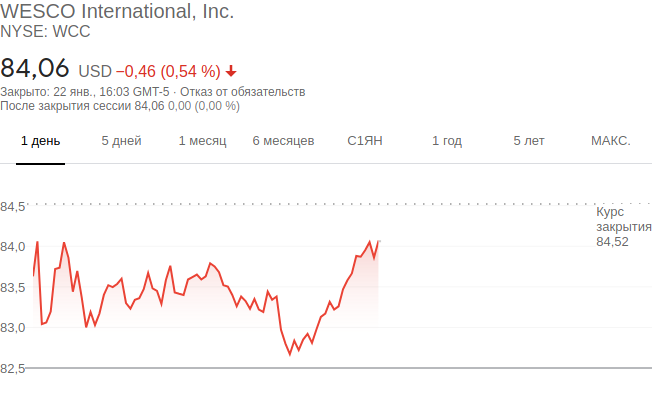 WESCO International, Inc.
NYSE: WCC
84,06 USD −0,46 (0,54 %)
Закрыто: 22 янв., 16:03 GMT-5 · Отказ от обязательств
После закрытия сессии 84,06 0,00 (0,00 %)
1 день 5 дней 1 месяц 6 месяцев С1ЯН 1 год 5 лет МАКС.
84,5
Курс
закрытия
84,52
84,0
83,5
83,0
82,5